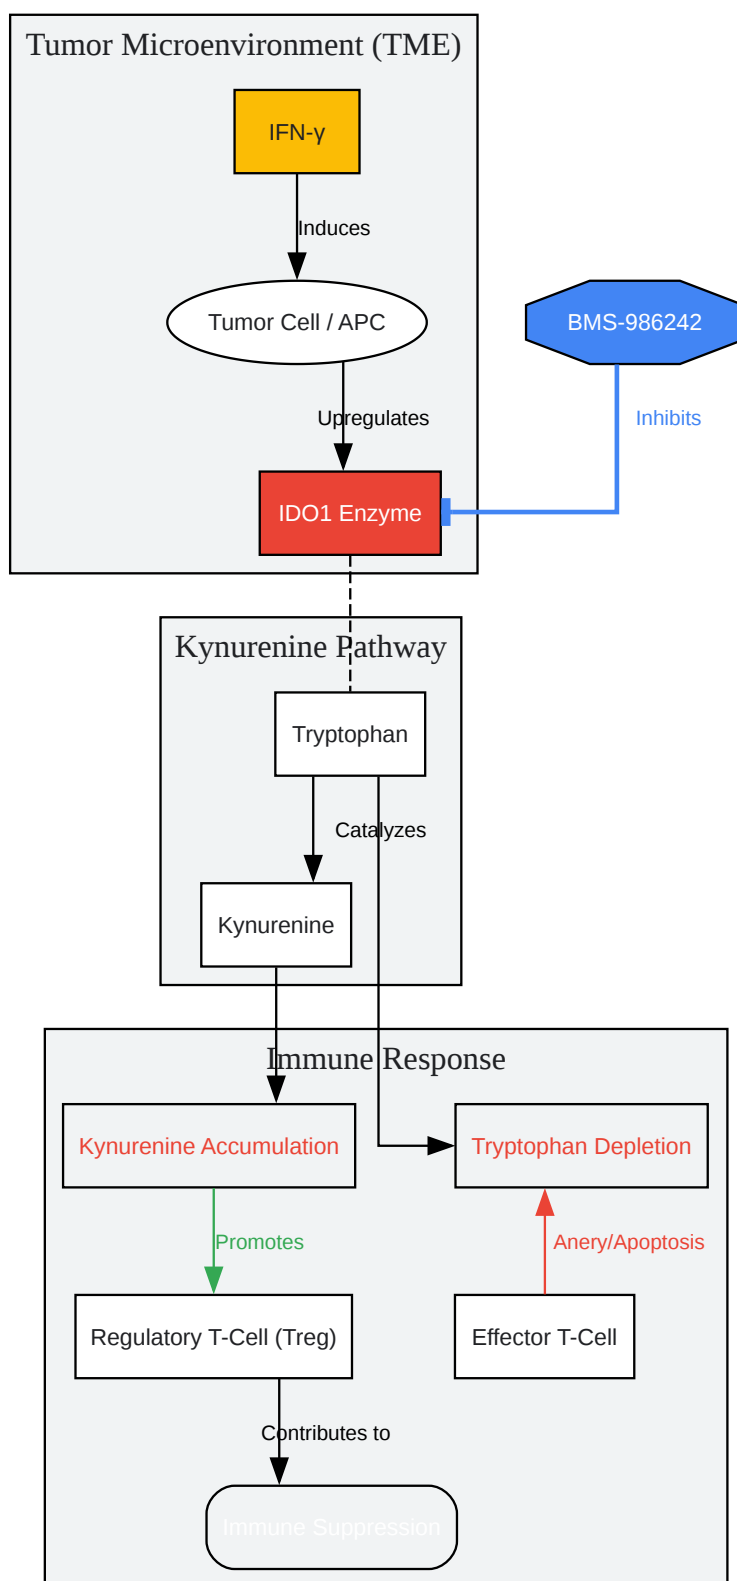 Tumor Microenvironment (TME)
IFN-γ
Induces
Tumor Cell / APC
BMS-986242
Upregulates
Inhibits
IDO1 Enzyme
Kynurenine Pathway
Tryptophan
Catalyzes
Kynurenine
Immune Response
Kynurenine Accumulation
Tryptophan Depletion
Promotes
Anery/Apoptosis
Regulatory T-Cell (Treg)
Effector T-Cell
Contributes to
Immune Suppression